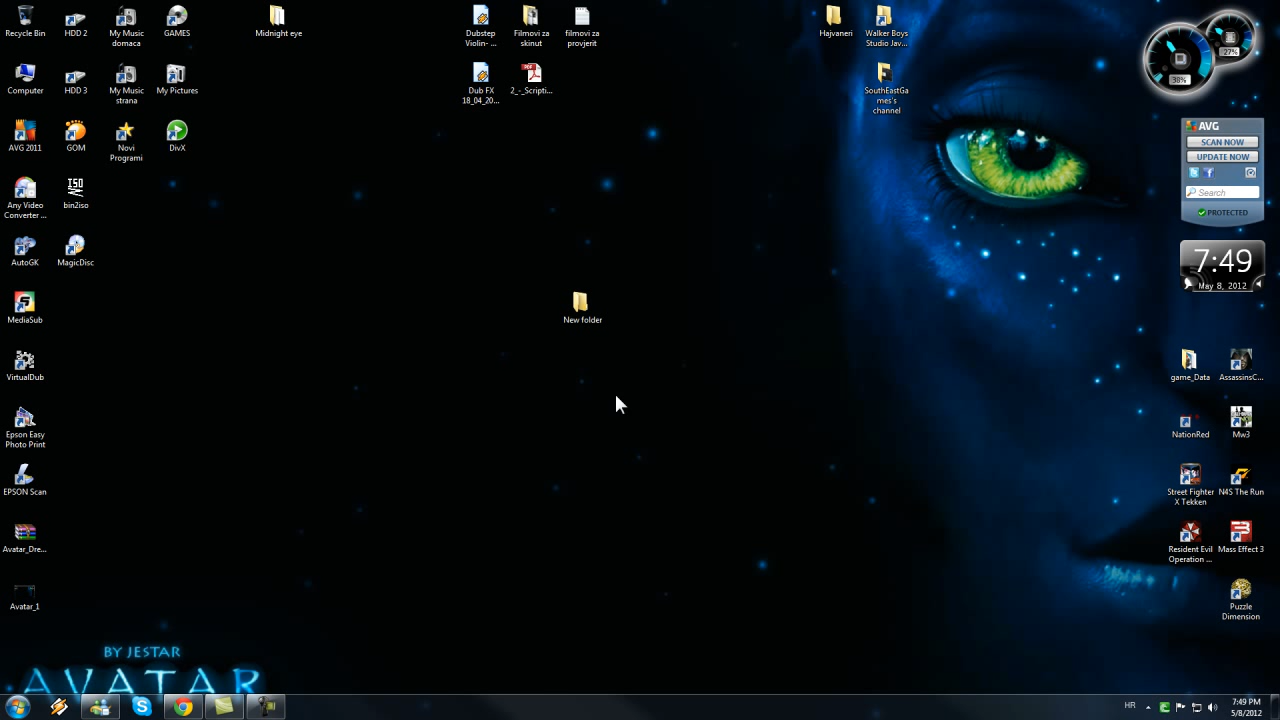 Recycle Bin
HDD 2
My Music
domaca
GAMES
Midnight eye
Dubstep
Violin- ...
Filmovi za
skinut
filmovi za
provjerit
Hajvaneri
Walker Boys
Studio Jav...
38%
27%
Computer
HDD 3
My Music
strana
My Pictures
Dub FX
18_04_20...
2_-_Scripti...
SouthEastGa
mes's
channel
AVG 2011
GOM
Novi
Programi
DivX
AVG
SCAN NOW
UPDATE NOW
Search
PROTECTED
Any Video
Converter ...
bin2iso
AutoGK
MagicDisc
7:49
May 8, 2012
MediaSub
New folder
VirtualDub
game_Data
AssassinsC...
Epson Easy
Photo Print
NationRed
Mw3
EPSON Scan
Street Fighter
X Tekken
N4S The Run
Avatar_Dre...
Resident Evil
Operation ...
Mass Effect 3
Avatar_1
Puzzle
Dimension
BY JESTAR
AVATAR
HR
7:49 PM
5/8/2012